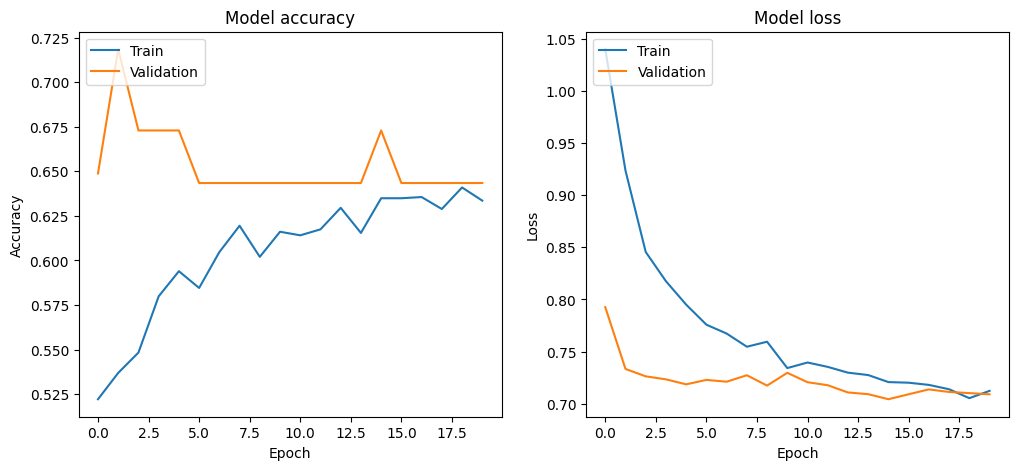 Model accuracy
Train
Validation
0.725
0.700
0.675
0.650
0.625
0.600
0.575
0.550
0.525
Accuracy
0.0 2.5 5.0 7.5 10.0 12.5 15.0 17.5
Epoch
Model loss
Train
Validation
1.05
1.00
0.95
0.90
0.85
0.80
0.75
0.70
Loss
0.0 2.5 5.0 7.5 10.0 12.5 15.0 17.5
Epoch